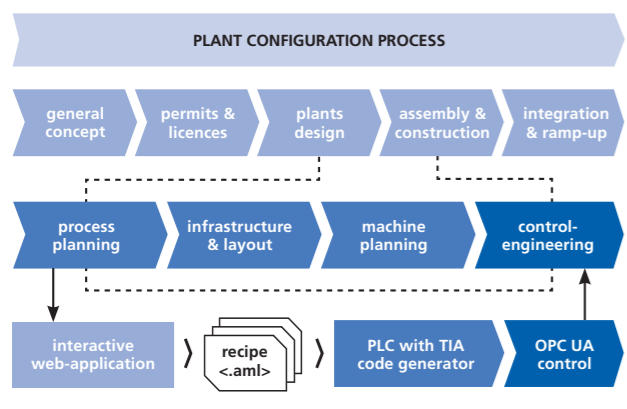 PLANT CONFIGURATION PROCESS
general
concept
permits &
licences
plants
design
assembly &
construction
integration
& ramp-up
process
planning
infrastructure
& layout
machine
planning
control-
engineering
interactive
web-application
recipe
<.aml>
PLC with TIA
code generator
OPC UA
control